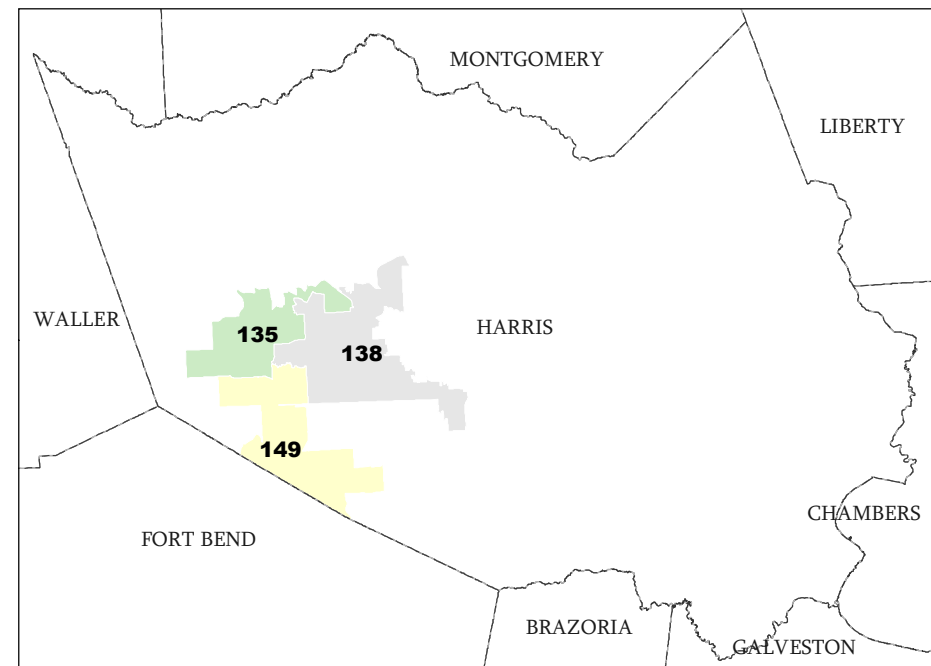 MONTGOMERY
LIBERTY
WALLER
HARRIS
135
138
149
CHAMBERS
FORT BEND
BRAZORIA
GALVESTON